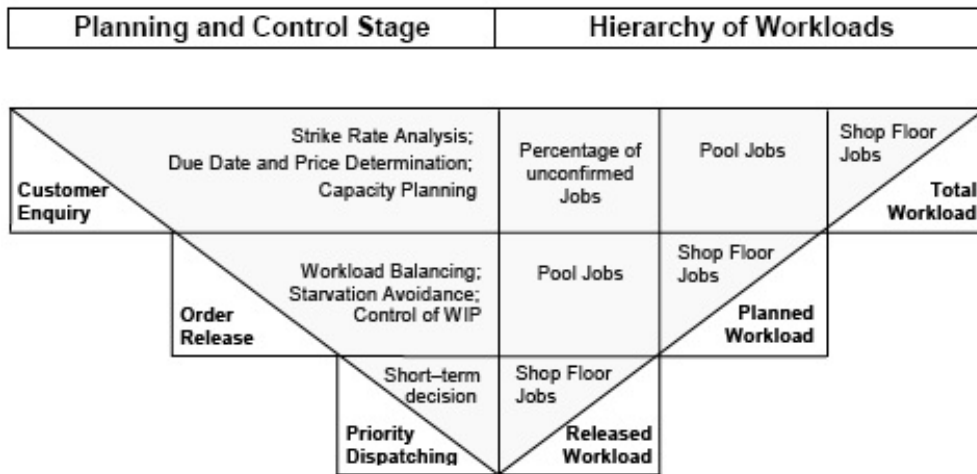 Planning and Control Stage
Hierarchy of Workloads
Strike Rate Analysis;
Due Date and Price Determination;
Capacity Planning
Percentage of
unconfirmed
Jobs
Pool Jobs
Shop Floor
Jobs
Customer
Enquiry
Total
Workload
Workload Balancing;
Starvation Avoidance;
Control of WIP
Pool Jobs
Shop Floor
Jobs
Order
Release
Planned
Workload
Short–term
decision
Shop Floor
Jobs
Priority
Dispatching
Released
Workload